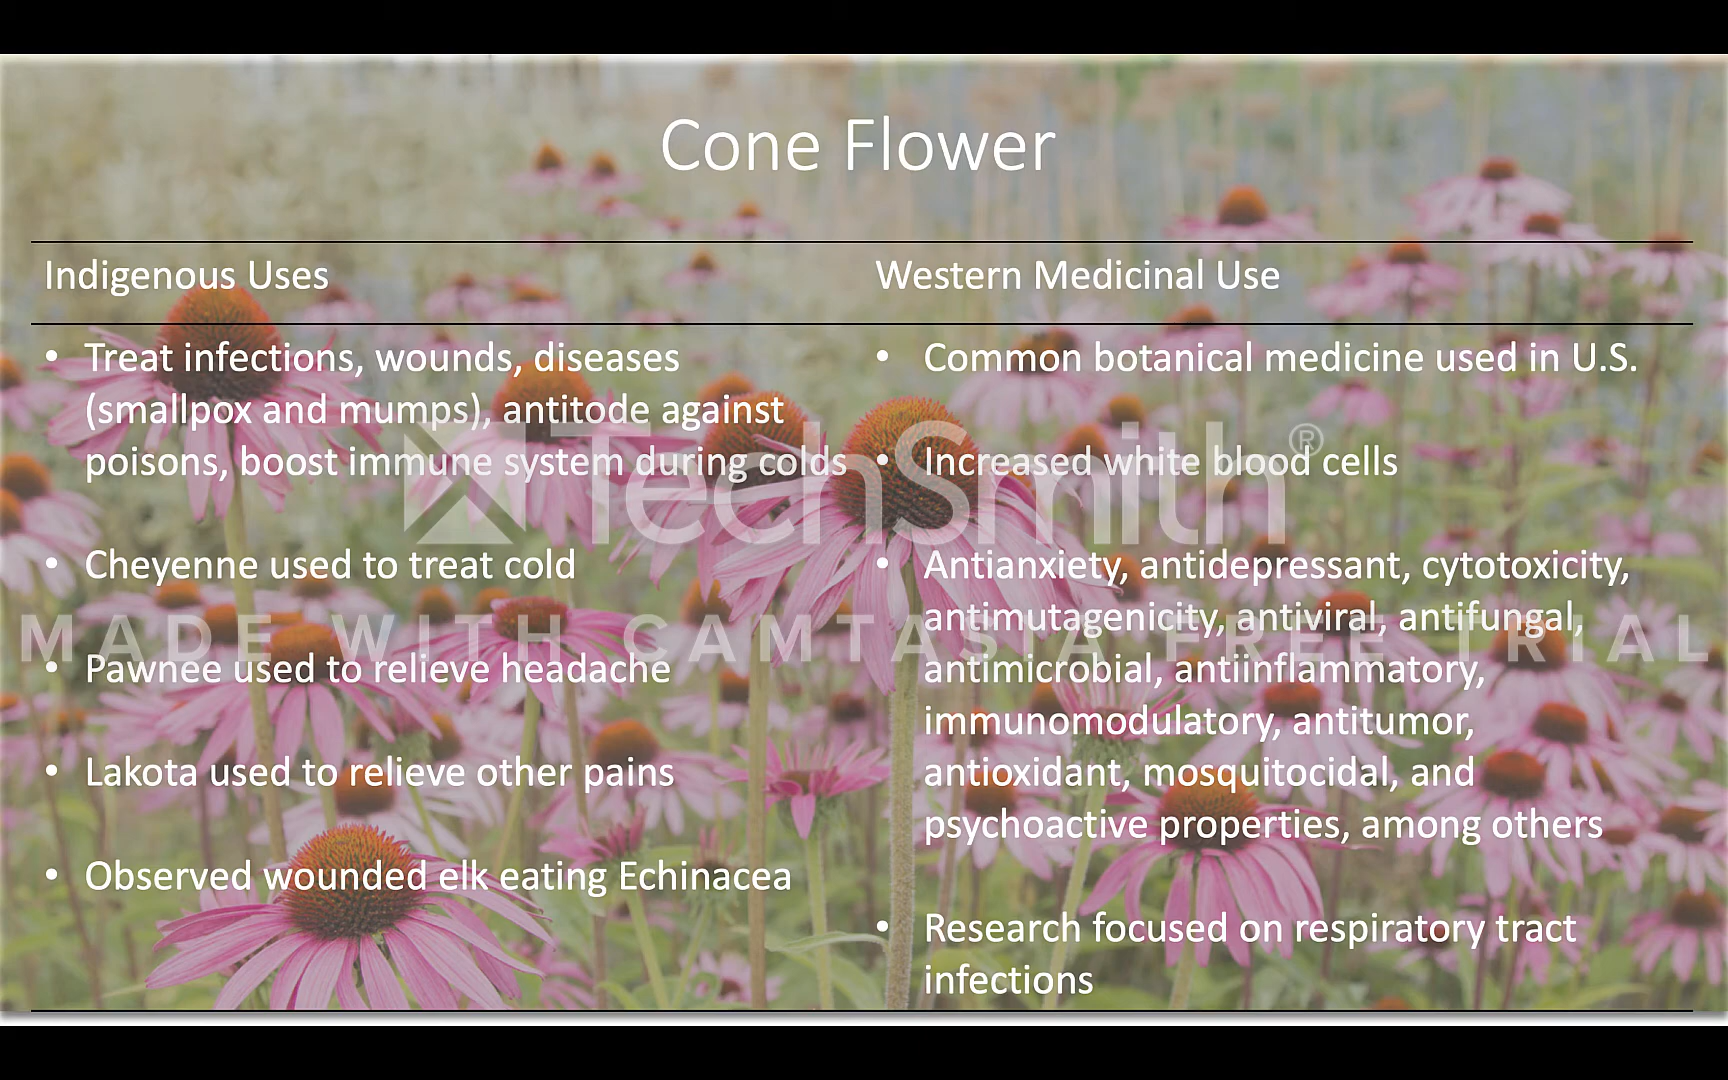 Cone Flower
Indigenous Uses
• Treat infections, wounds, diseases
(smallpox and mumps), antitode against
poisons, boost immune system during colds
• Cheyenne used to treat cold
• Pawnee used to relieve headache
• Lakota used to relieve other pains
• Observed wounded elk eating Echinacea
Western Medicinal Use
• Common botanical medicine used in U.S.
• Increased white blood cells
• Antianxiety, antidepressant, cytotoxicity,
antimutagenicity, antiviral, antifungal,
antimicrobial, antiinflammatory,
immunomodulatory, antitumor,
antioxidant, mosquitocidal, and
psychoactive properties, among others
• Research focused on respiratory tract
infections
TechSmith®
MADE WITH CAMTASIA FREE TRIAL